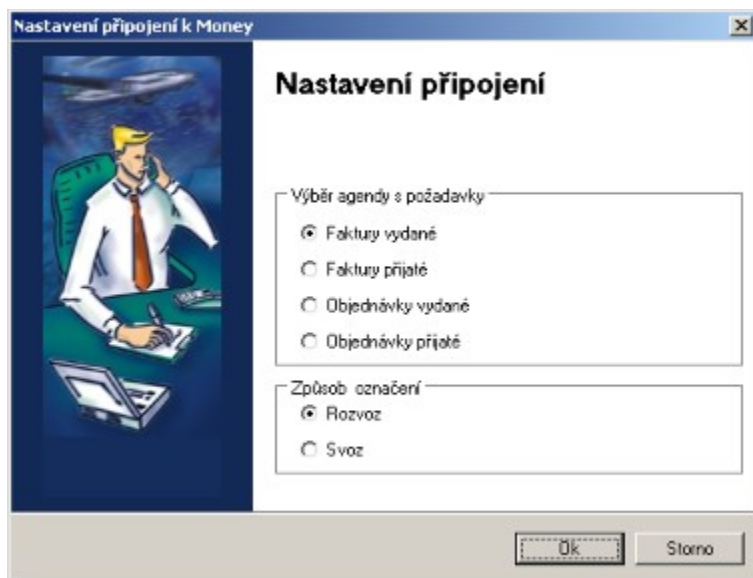 Nastavení připojení k Money
Nastavení připojení
Výběr agendy s požadavky
Faktury vydané
Faktury přijaté
Objednávky vydané
Objednávky přijaté
Způsob označení
Rozvoz
Svoz
Ok
Storno